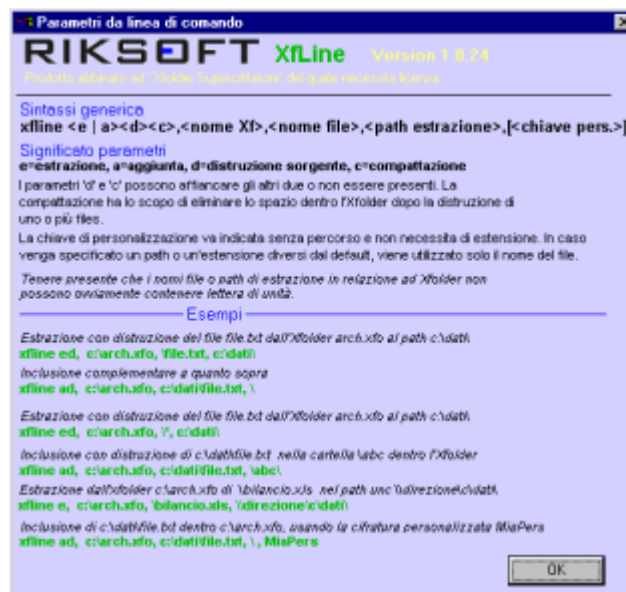 Parametri da linea di comando
RIKSOFT XfLine Version 1.0.24
Prodotto abbinato ad 'Xfolder Supercrittatore' del quale necessita licenza
Sintassi generica
xfline <e | a><d><c>,<nome Xf>,<nome file>,<path estrazione>,[<chiave pers.>]
Significato parametri
e=estrazione, a=aggiunta, d=distruzione sorgente, c=compattazione
I parametri 'd' e 'c' possono affiancare gli altri due o non essere presenti. La
compattazione ha lo scopo di eliminare lo spazio dentro l'Xfolder dopo la distruzione di
uno o più files.
La chiave di personalizzazione va indicata senza percorso e non necessita di estensione. In caso
venga specificato un path o un'estensione diversi dal default, viene utilizzato solo il nome del file.
Tenere presente che i nomi file o path di estrazione in relazione ad Xfolder non
possono ovviamente contenere lettera di unità.
Esempi
Estrazione con distruzione del file file.txt dall'Xfolder arch.xfo al path c:\dati\
xfline ed, c:\arch.xfo, \file.txt, c:\dati\
Inclusione complementare a quanto sopra
xfline ad, c:\arch.xfo, c:\dati\file.txt, \
Estrazione con distruzione del file file.txt dall'Xfolder arch.xfo al path c:\dati\
xfline ed, c:\arch.xfo, \*, c:\dati\
Inclusione con distruzione di c:\dati\file.txt nella cartella \abc dentro l'Xfolder
xfline ad, c:\arch.xfo, c:\dati\file.txt, \abc\
Estrazione dall'xfolder c:\arch.xfo di \bilancio.xls nel path unc \\direzione\c\dati\
xfline e, c:\arch.xfo, \bilancio.xls, \\direzione\c\dati\
Inclusione di c:\dati\file.txt dentro c:\arch.xfo, usando la cifratura personalizzata MiaPers
xfline ad, c:\arch.xfo, c:\dati\file.txt, \, MiaPers
OK